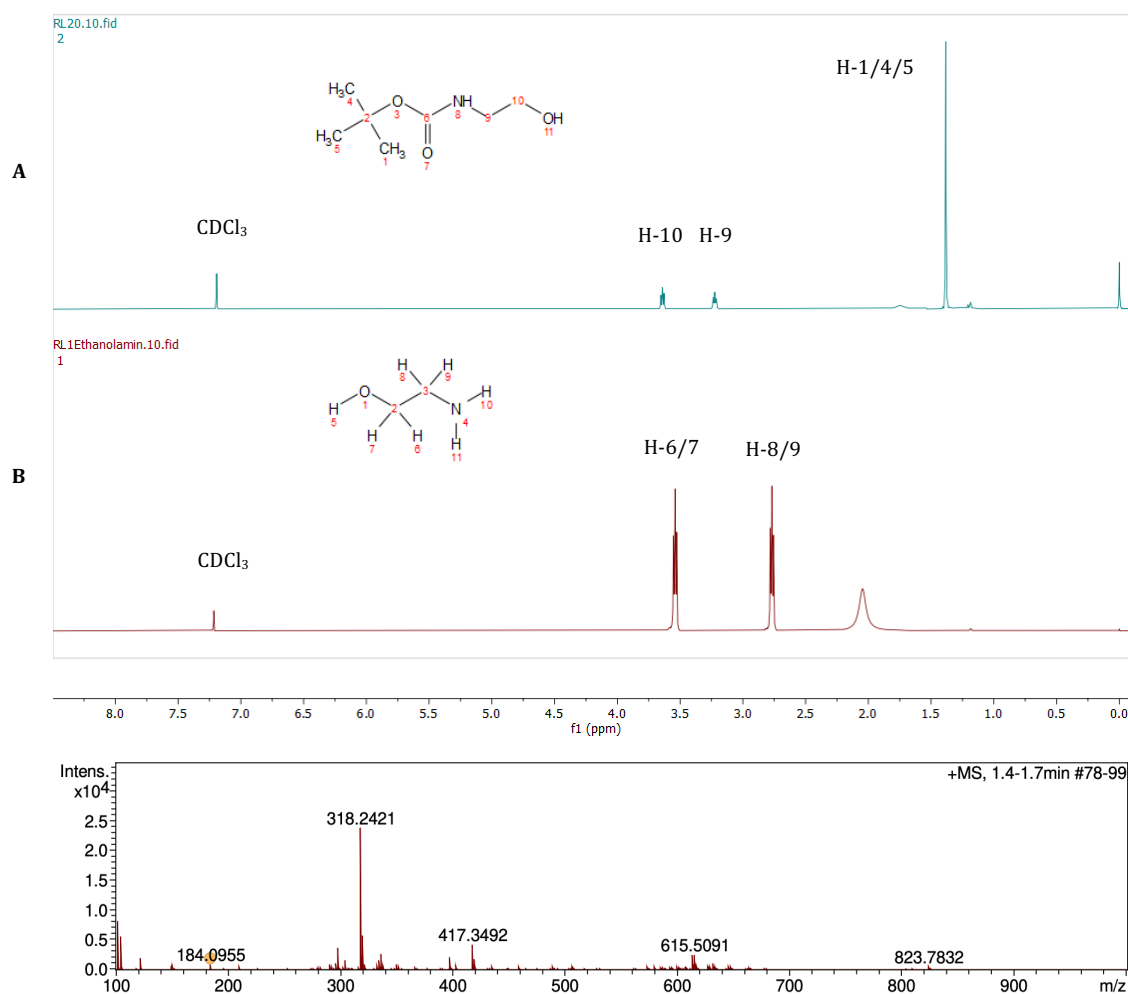 RL20.10.fid
2
H-1/4/5
H₃C
4
O
3
NH
8
10
OH
11
2
6
9
H₃C
5
CH₃
1
O
7
A
CDCl₃
H-10 H-9
RL1Ethanolamin.10.fid
1
H
8
H
9
O
1
3
H
10
H
5
2
N
4
H
7
H
6
H
11
H-6/7 H-8/9
B
CDCl₃
8.0 7.5 7.0 6.5 6.0 5.5 5.0 4.5 4.0 3.5 3.0 2.5 2.0 1.5 1.0 0.5 0.0
f1 (ppm)
Intens.
x10⁴
+MS, 1.4-1.7min #78-99
2.5
2.0
1.5
1.0
0.5
0.0
318.2421
417.3492
184.0955
615.5091
823.7832
100 200 300 400 500 600 700 800 900 m/z